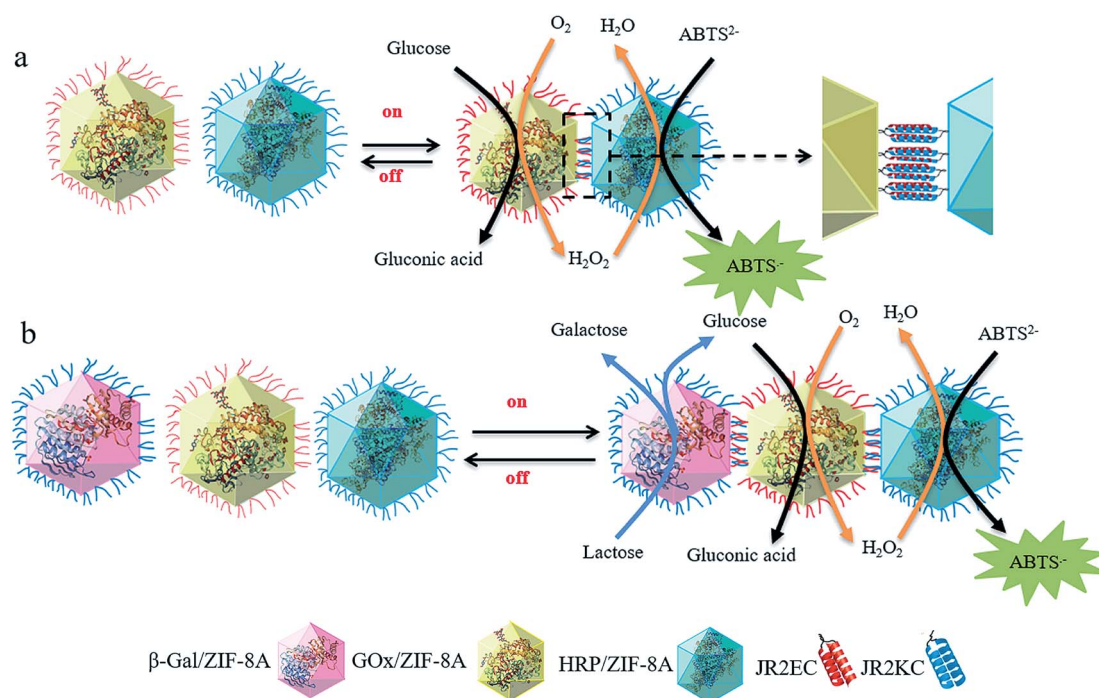 a
Glucose
O₂
H₂O
ABTS²⁻
on
off
Gluconic acid
H₂O₂
ABTS·⁻
b
Galactose
Glucose
O₂
H₂O
ABTS²⁻
on
off
Lactose
Gluconic acid
H₂O₂
ABTS·⁻
β-Gal/ZIF-8A GOx/ZIF-8A HRP/ZIF-8A JR2EC JR2KC